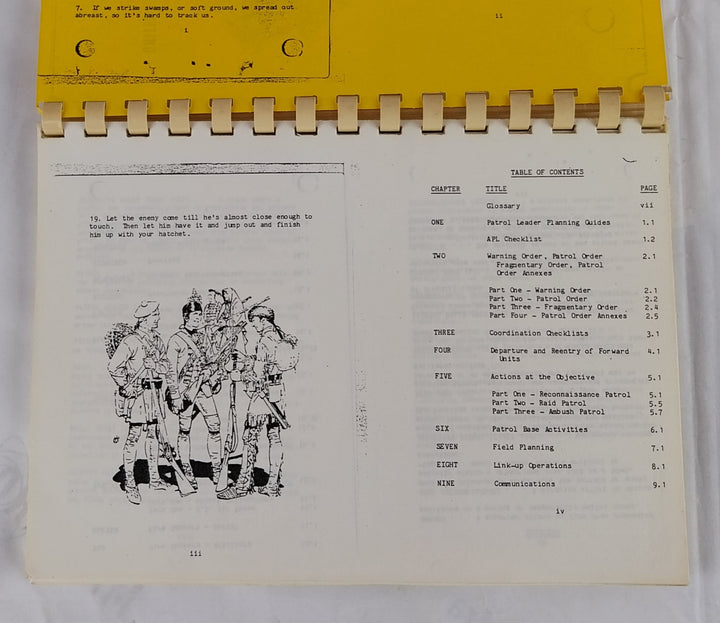 7. If we strike swamps, or soft ground, we spread out
abreast, so it's hard to track us.
i
ii
19. Let the enemy come till he's almost close enough to
touch. Then let him have it and jump out and finish
him up with your hatchet.
iii
TABLE OF CONTENTS
CHAPTER TITLE PAGE
Glossary vii
ONE Patrol Leader Planning Guides 1.1
APL Checklist 1.2
TWO Warning Order, Patrol Order 2.1
Fragmentary Order, Patrol
Order Annexes
Part One - Warning Order 2.1
Part Two - Patrol Order 2.2
Part Three - Fragmentary Order 2.4
Part Four - Patrol Order Annexes 2.5
THREE Coordination Checklists 3.1
FOUR Departure and Reentry of Forward 4.1
Units
FIVE Actions at the Objective 5.1
Part One - Reconnaissance Patrol 5.1
Part Two - Raid Patrol 5.5
Part Three - Ambush Patrol 5.7
SIX Patrol Base Activities 6.1
SEVEN Field Planning 7.1
EIGHT Link-up Operations 8.1
NINE Communications 9.1
iv